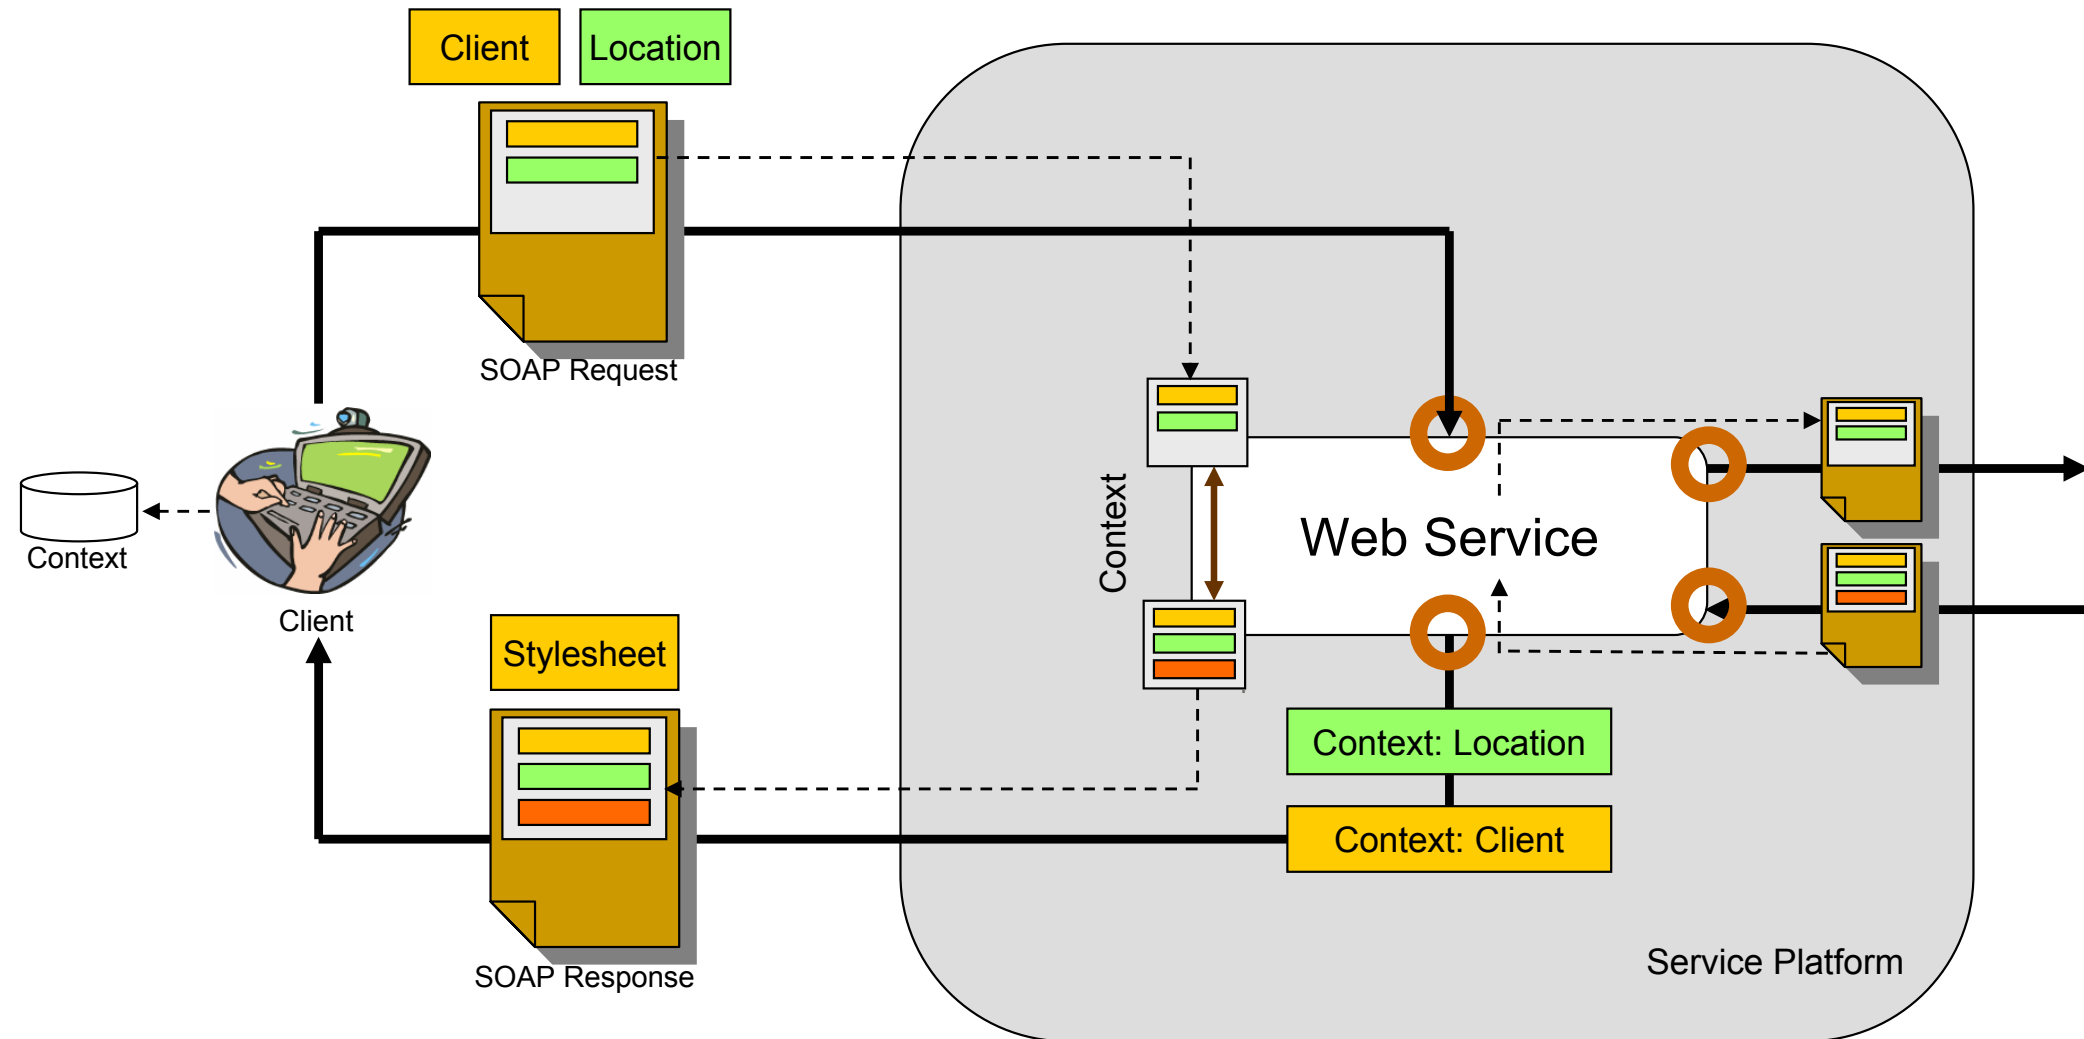 Client
Location
SOAP Request
Context
Client
Context
Web Service
Stylesheet
Context: Location
Context: Client
SOAP Response
Service Platform